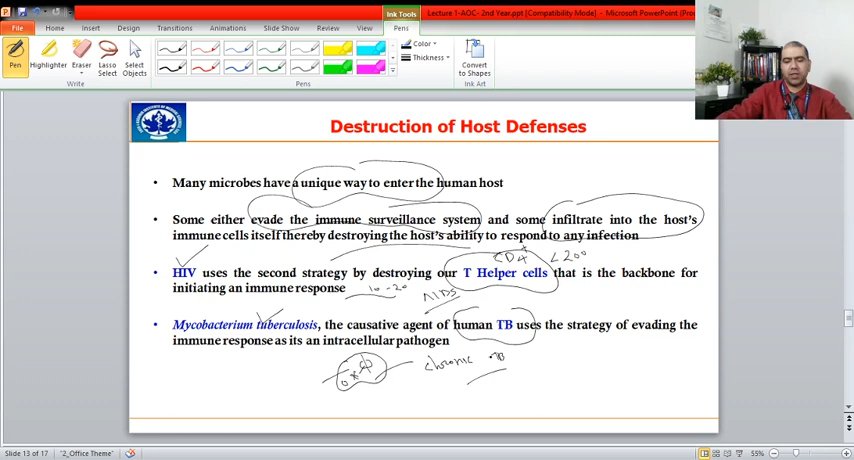 Ink Tools
Lecture 1-AOC- 2nd Year.ppt [Compatibility Mode] - Microsoft PowerPoint (Pro
File Home Insert Design Transitions Animations Slide Show Review View Pens
Pen Highlighter Eraser Lasso Select Select Objects
Color
Thickness
Convert to Shapes
Write Pens Ink Art
Destruction of Host Defenses
• Many microbes have a unique way to enter the human host
• Some either evade the immune surveillance system and some infiltrate into the host's
immune cells itself thereby destroying the host's ability to respond to any infection
CD4+ <200
• HIV uses the second strategy by destroying our T Helper cells that is the backbone for
initiating an immune response
10-20 AIDS
• Mycobacterium tuberculosis, the causative agent of human TB uses the strategy of evading the
immune response as its an intracellular pathogen
chronic
Slide 13 of 17 "2_Office Theme" 55%